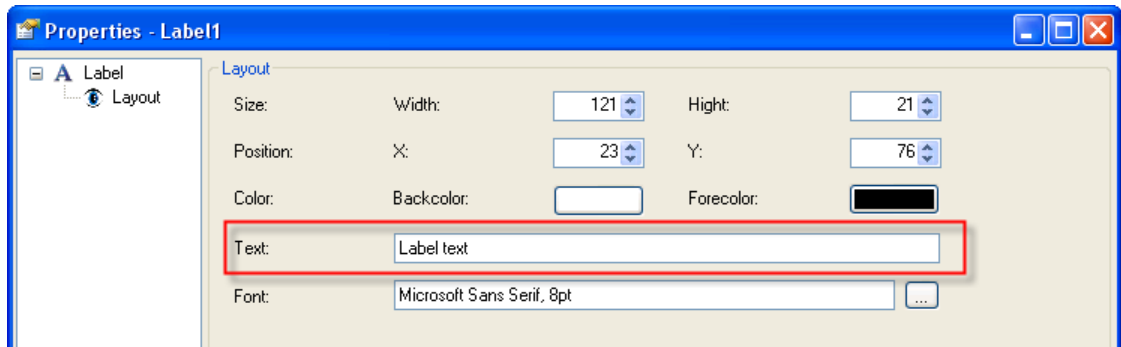 Properties - Label1
Label
Layout
Layout
Size: Width: 121 Hight: 21
Position: X: 23 Y: 76
Color: Backcolor: Forecolor:
Text: Label text
Font: Microsoft Sans Serif, 8pt ...